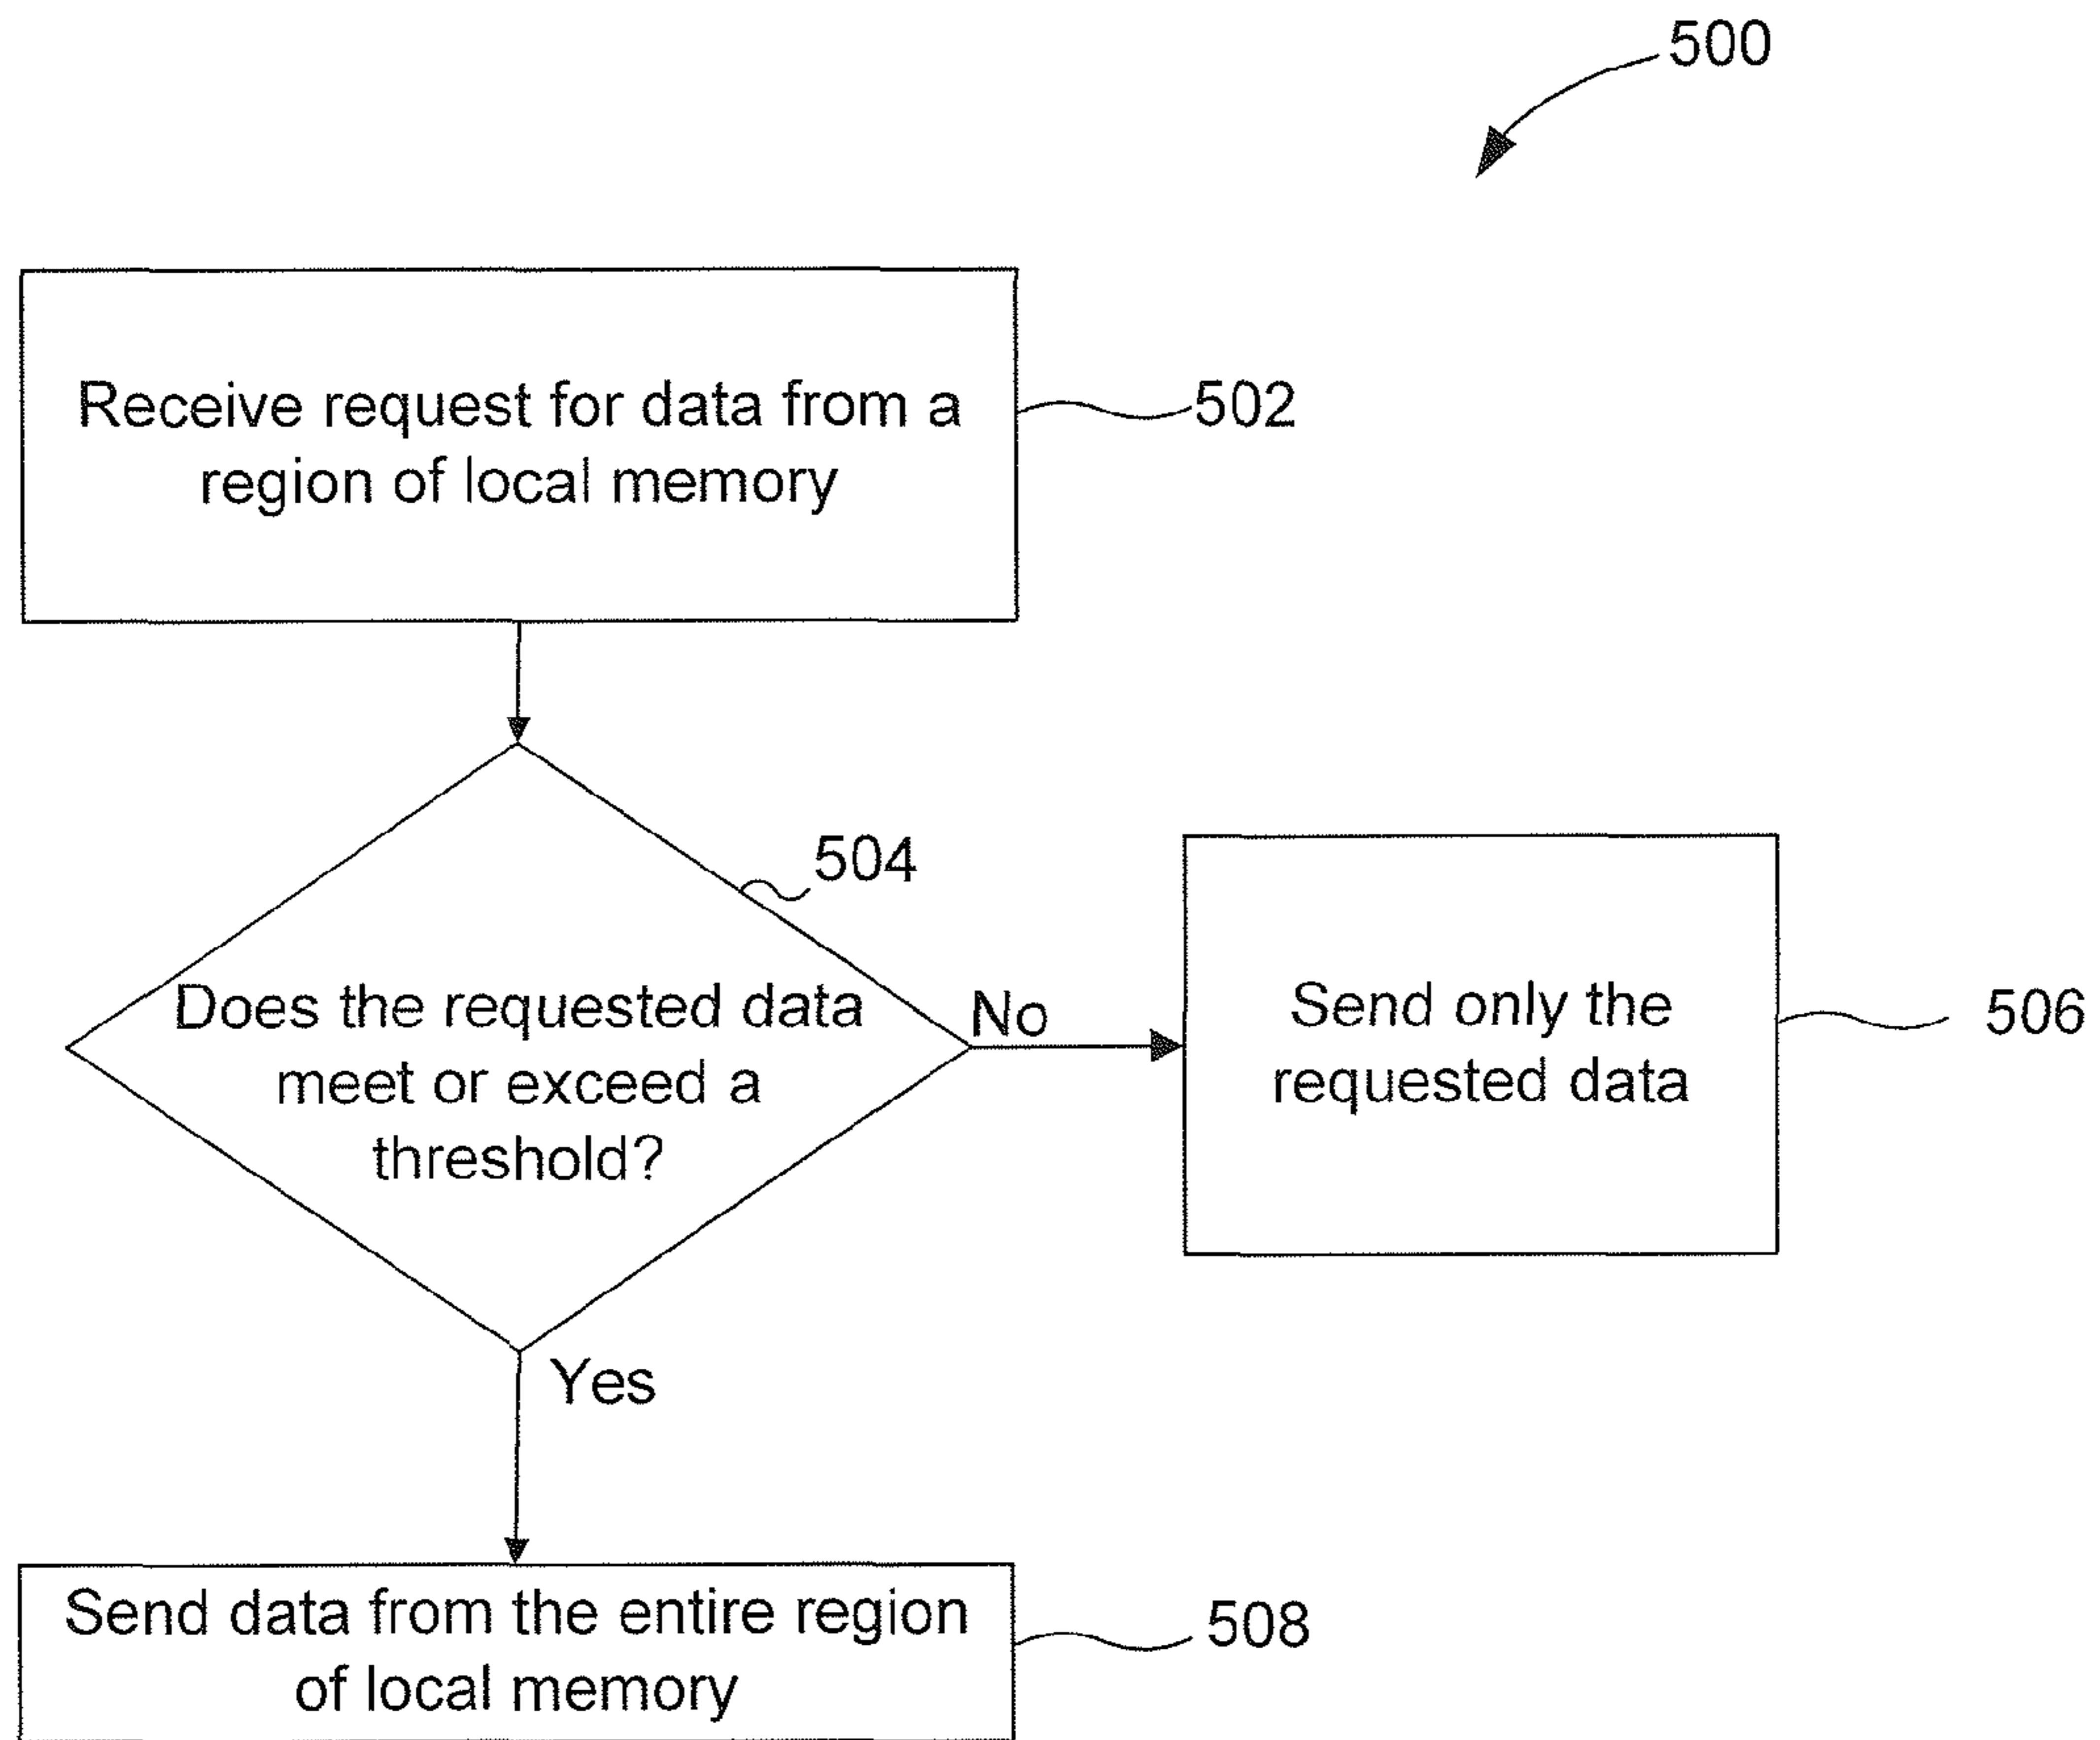 500
Receive request for data from a
region of local memory
502
504
Does the requested data
meet or exceed a
threshold?
No
Send only the
requested data
506
Yes
Send data from the entire region
of local memory
508